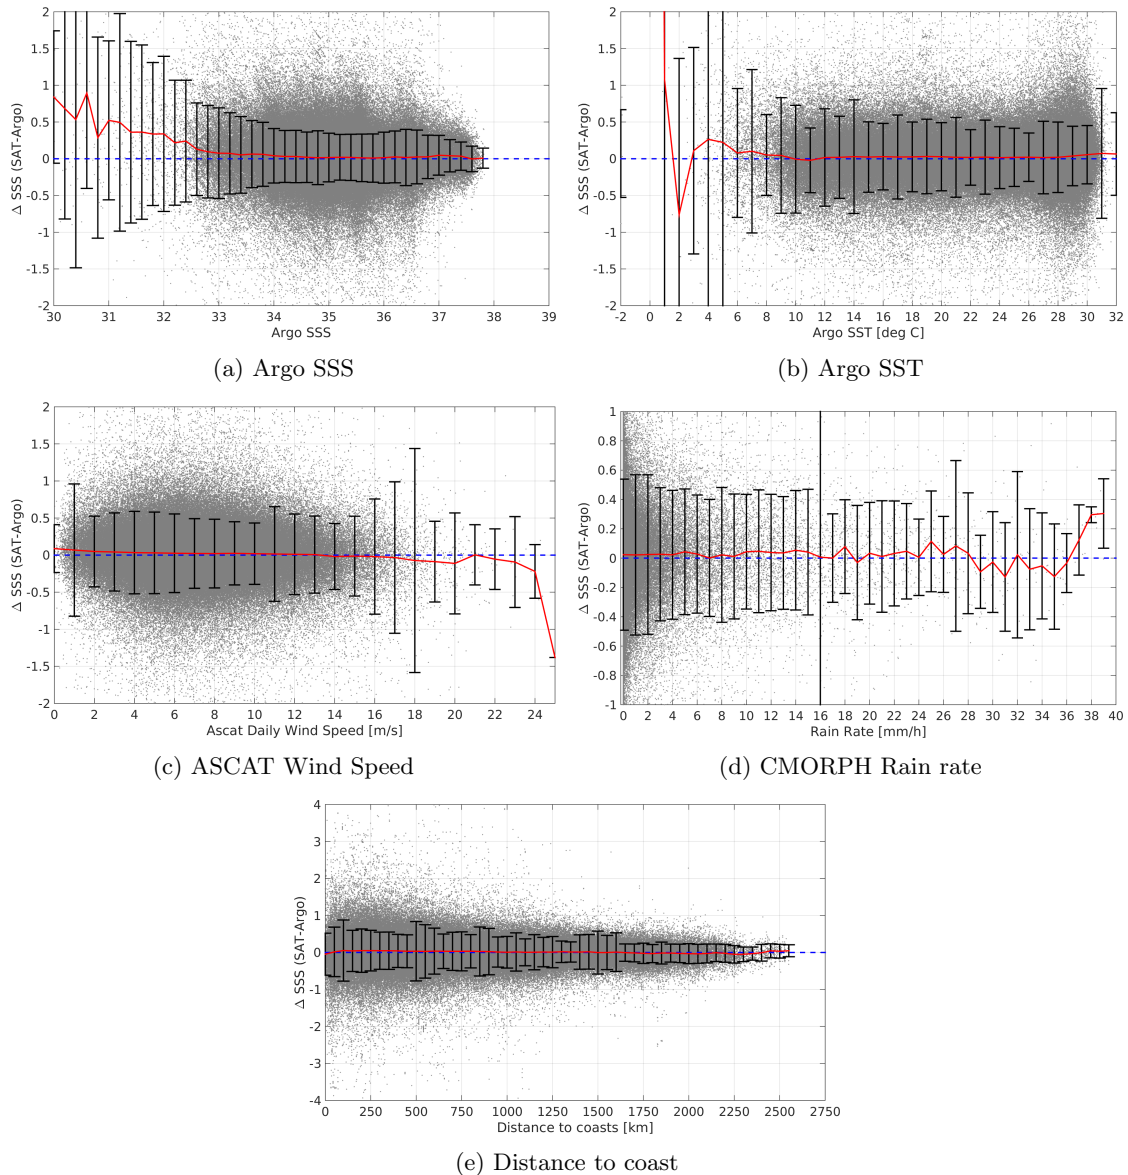 2
1.5
1
0.5
0
-0.5
-1
-1.5
-2
Δ SSS (SAT-Argo)
30 31 32 33 34 35 36 37 38 39
Argo SSS
(a) Argo SSS
2
1.5
1
0.5
0
-0.5
-1
-1.5
-2
Δ SSS (SAT-Argo)
-2 0 2 4 6 8 10 12 14 16 18 20 22 24 26 28 30 32
Argo SST [deg C]
(b) Argo SST
2
1.5
1
0.5
0
-0.5
-1
-1.5
-2
Δ SSS (SAT-Argo)
0 2 4 6 8 10 12 14 16 18 20 22 24
Ascat Daily Wind Speed [m/s]
(c) ASCAT Wind Speed
1
0.8
0.6
0.4
0.2
0
-0.2
-0.4
-0.6
-0.8
-1
Δ SSS (SAT-Argo)
0 2 4 6 8 10 12 14 16 18 20 22 24 26 28 30 32 34 36 38 40
Rain Rate [mm/h]
(d) CMORPH Rain rate
4
3
2
1
0
-1
-2
-3
-4
Δ SSS (SAT-Argo)
0 250 500 750 1000 1250 1500 1750 2000 2250 2500 2750
Distance to coasts [km]
(e) Distance to coast